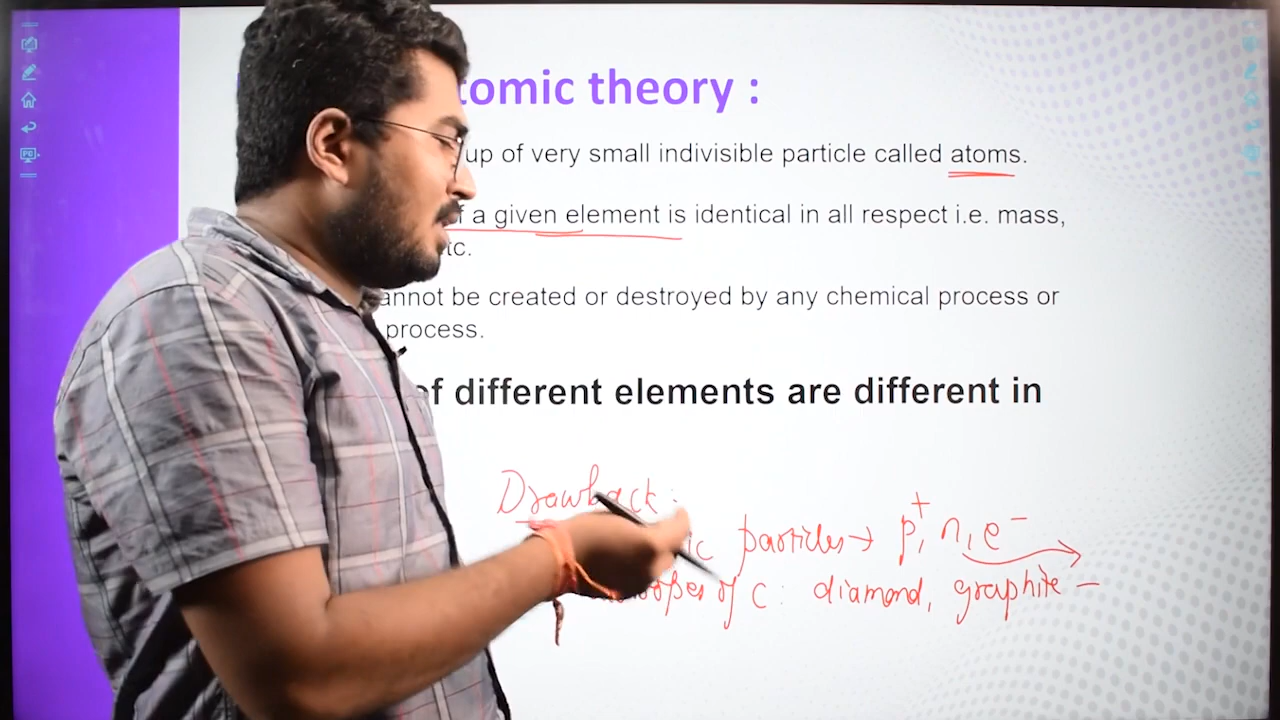 tomic theory :
up of very small indivisible particle called atoms.
f a given element is identical in all respect i.e. mass,
tc.
annot be created or destroyed by any chemical process or
process.
of different elements are different in
Drawback :
ic particles → p+, n, e-
of C : diamond, graphite -